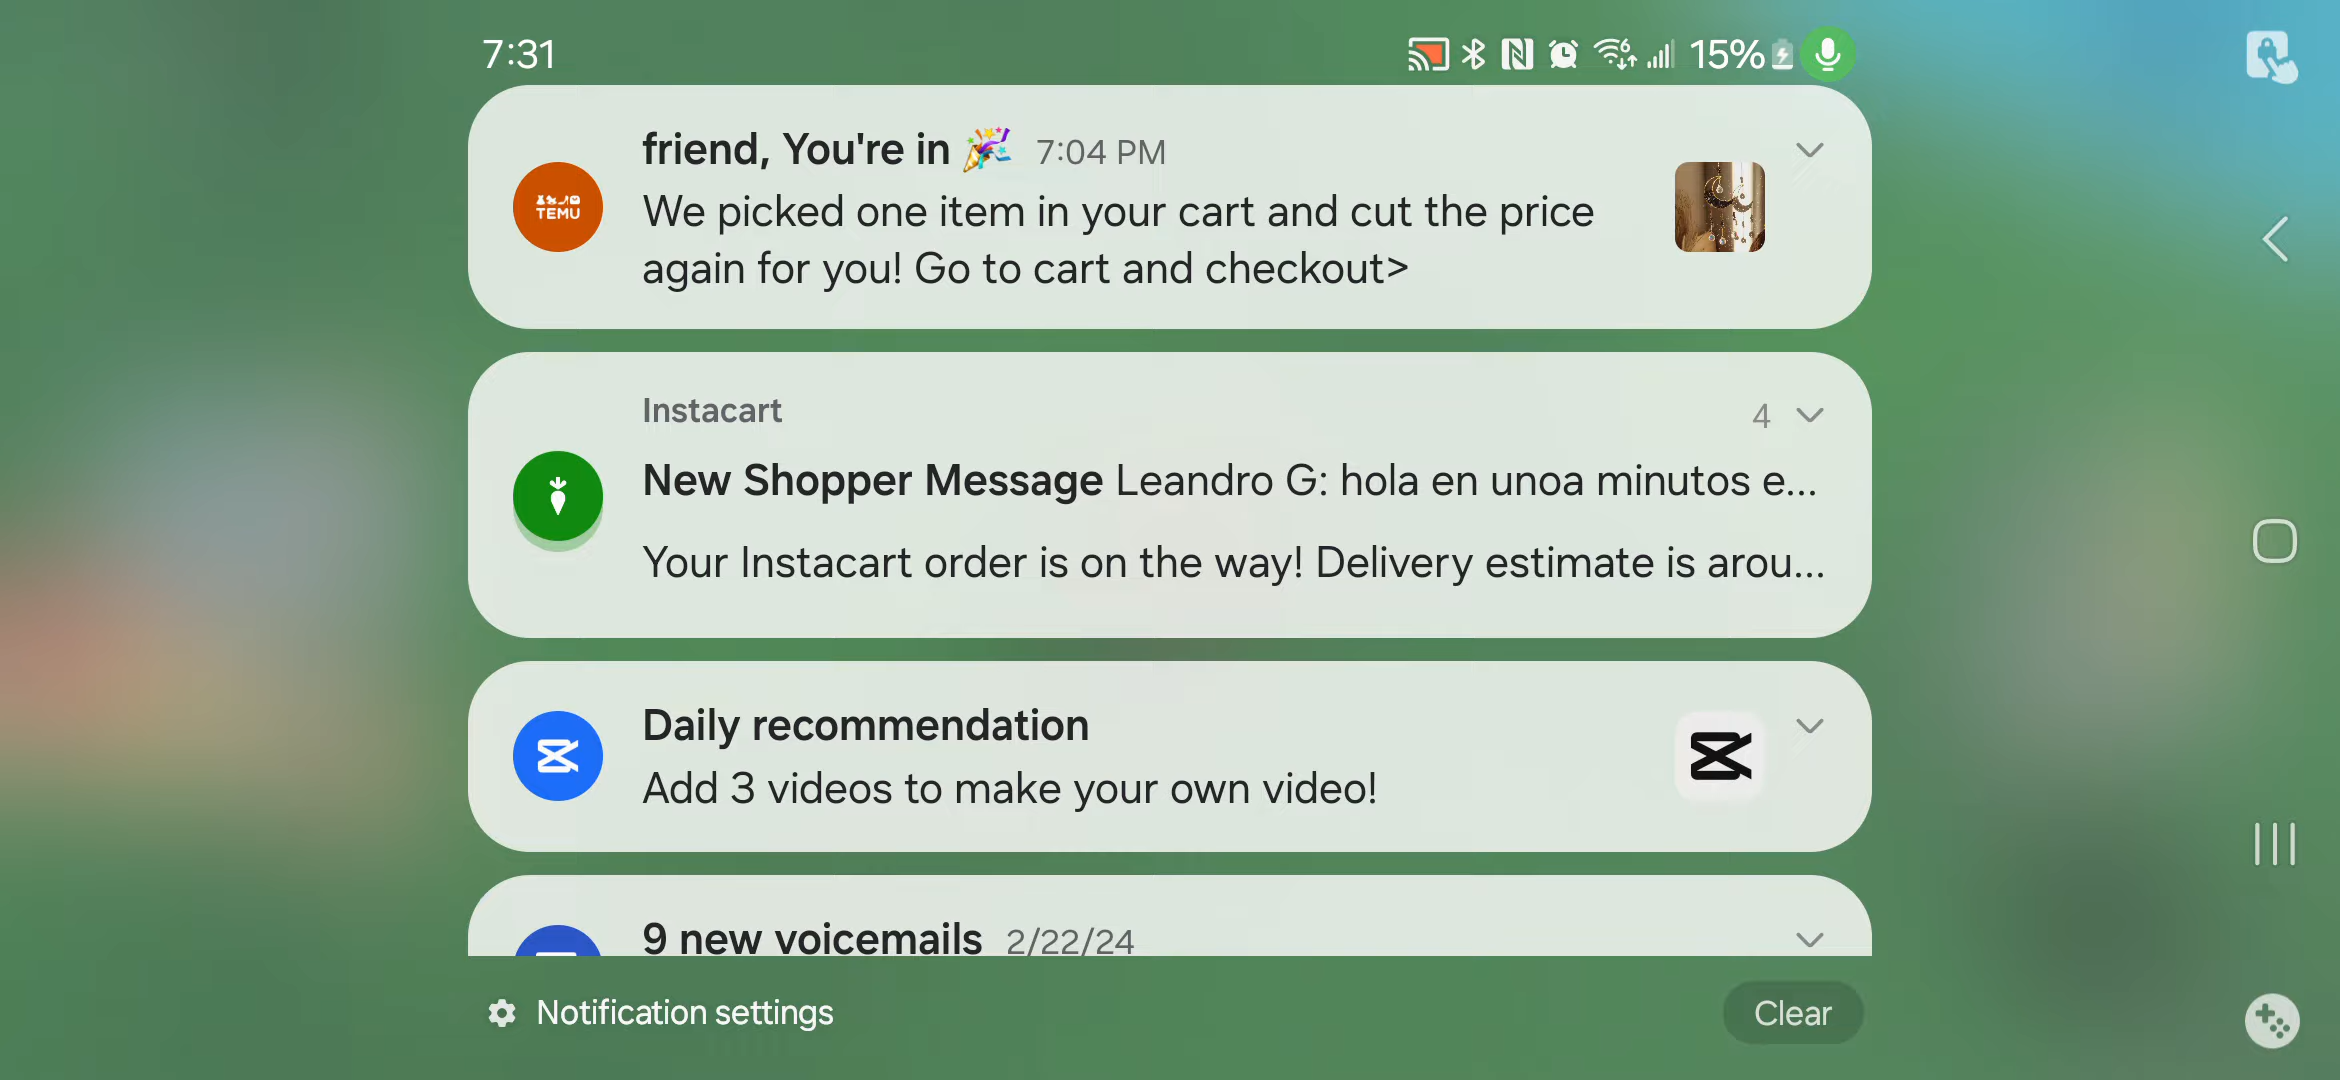 7:31
15%
friend, You're in 🎉 7:04 PM
TEMU
We picked one item in your cart and cut the price
again for you! Go to cart and checkout>
Instacart 4
New Shopper Message Leandro G: hola en unoa minutos e...
Your Instacart order is on the way! Delivery estimate is arou...
Daily recommendation
Add 3 videos to make your own video!
9 new voicemails 2/22/24
Notification settings
Clear